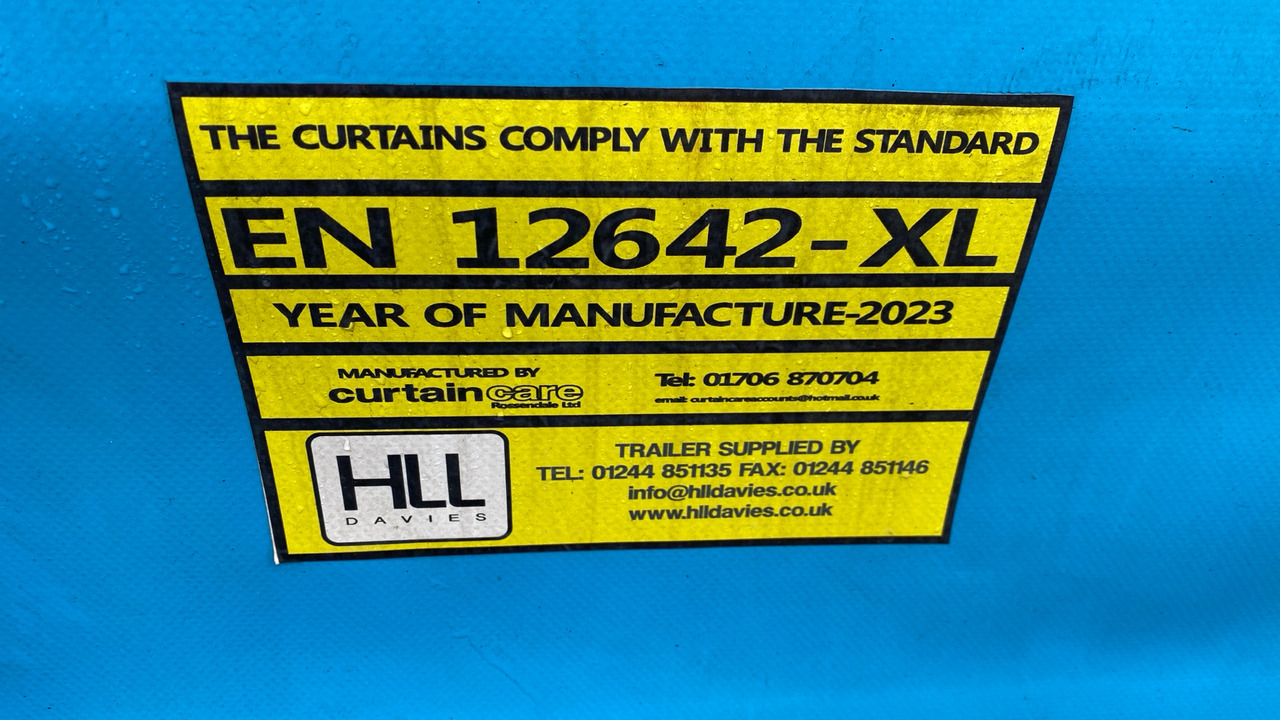 THE CURTAINS COMPLY WITH THE STANDARD
EN 12642-XL
YEAR OF MANUFACTURE-2023
MANUFACTURED BY
curtaincare
Rossendale Ltd
Tel: 01706 870704
email: curtaincareaccounts@hotmail.co.uk
HLL
DAVIES
TRAILER SUPPLIED BY
TEL: 01244 851135 FAX: 01244 851146
info@hlldavies.co.uk
www.hlldavies.co.uk